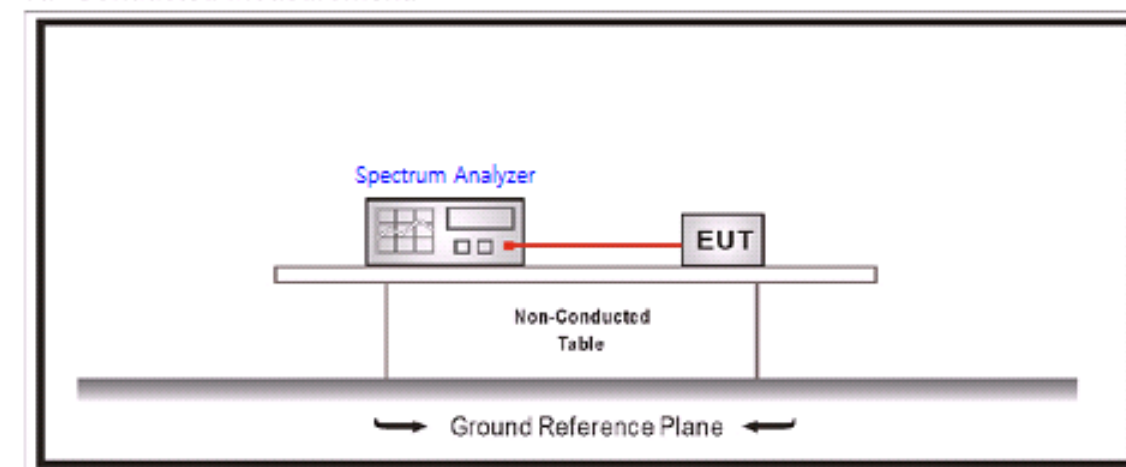 Spectrum Analyzer
EUT
Non-Conducted
Table
Ground Reference Plane